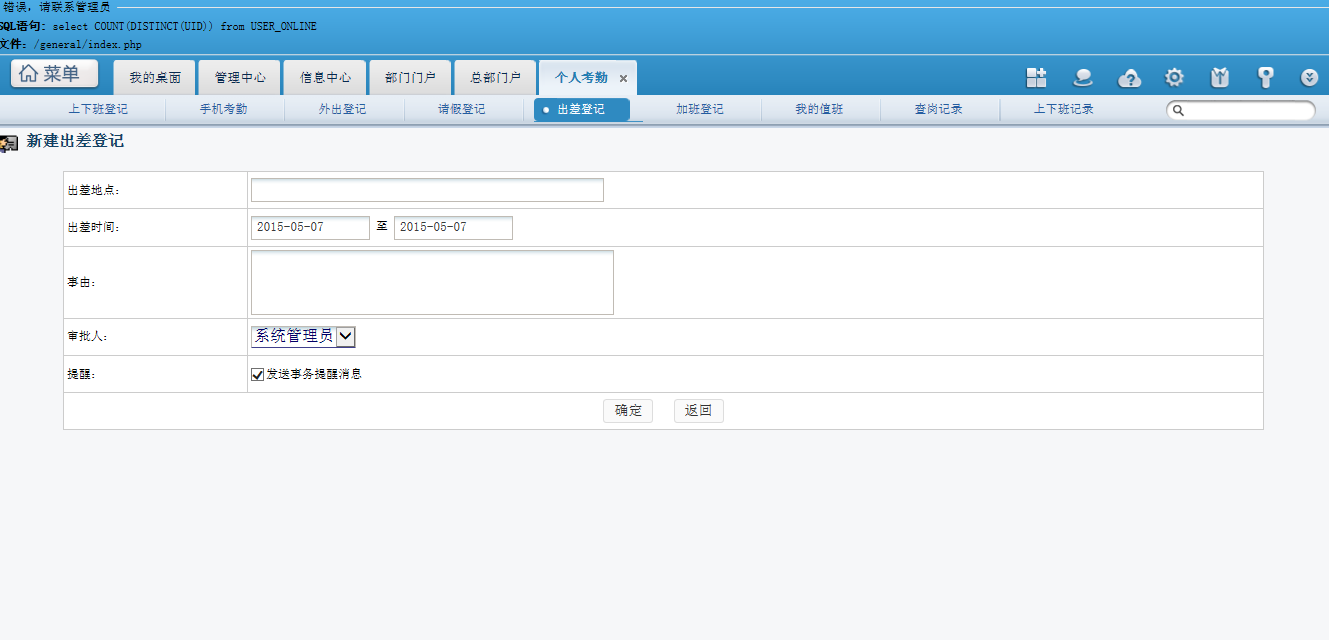 错误，请联系管理员
SQL语句：select COUNT(DISTINCT(UID)) from USER_ONLINE
文件：/general/index.php
菜单 我的桌面 管理中心 信息中心 部门门户 总部门户 个人考勤 ×
上下班登记 手机考勤 外出登记 请假登记 出差登记 加班登记 我的值班 查岗记录 上下班记录
新建出差登记
出差地点：
出差时间： 2015-05-07 至 2015-05-07
事由：
审批人： 系统管理员
提醒： 发送事务提醒消息
确定 返回